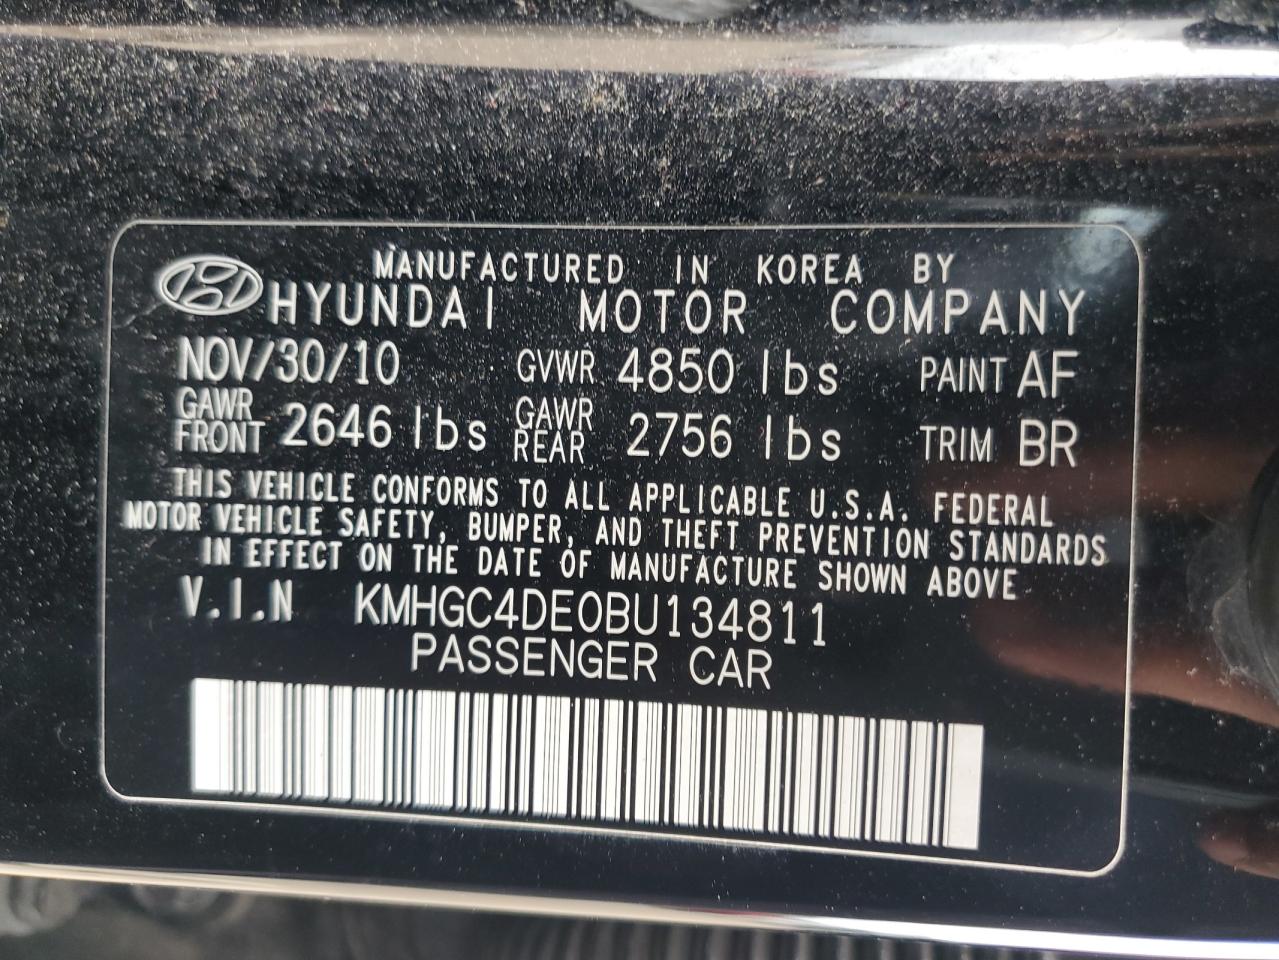 MANUFACTURED IN KOREA BY
HYUNDAI MOTOR COMPANY
NOV/30/10 GVWR 4850 lbs PAINT AF
GAWR FRONT 2646 lbs GAWR REAR 2756 lbs TRIM BR
THIS VEHICLE CONFORMS TO ALL APPLICABLE U.S.A. FEDERAL
MOTOR VEHICLE SAFETY, BUMPER, AND THEFT PREVENTION STANDARDS
IN EFFECT ON THE DATE OF MANUFACTURE SHOWN ABOVE
V.I.N KMHGC4DE0BU134811
PASSENGER CAR